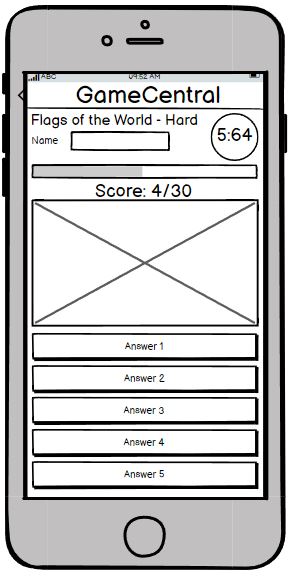 ABC 09:52 AM
GameCentral
Flags of the World - Hard
5:64
Name
Score: 4/30
Answer 1
Answer 2
Answer 3
Answer 4
Answer 5